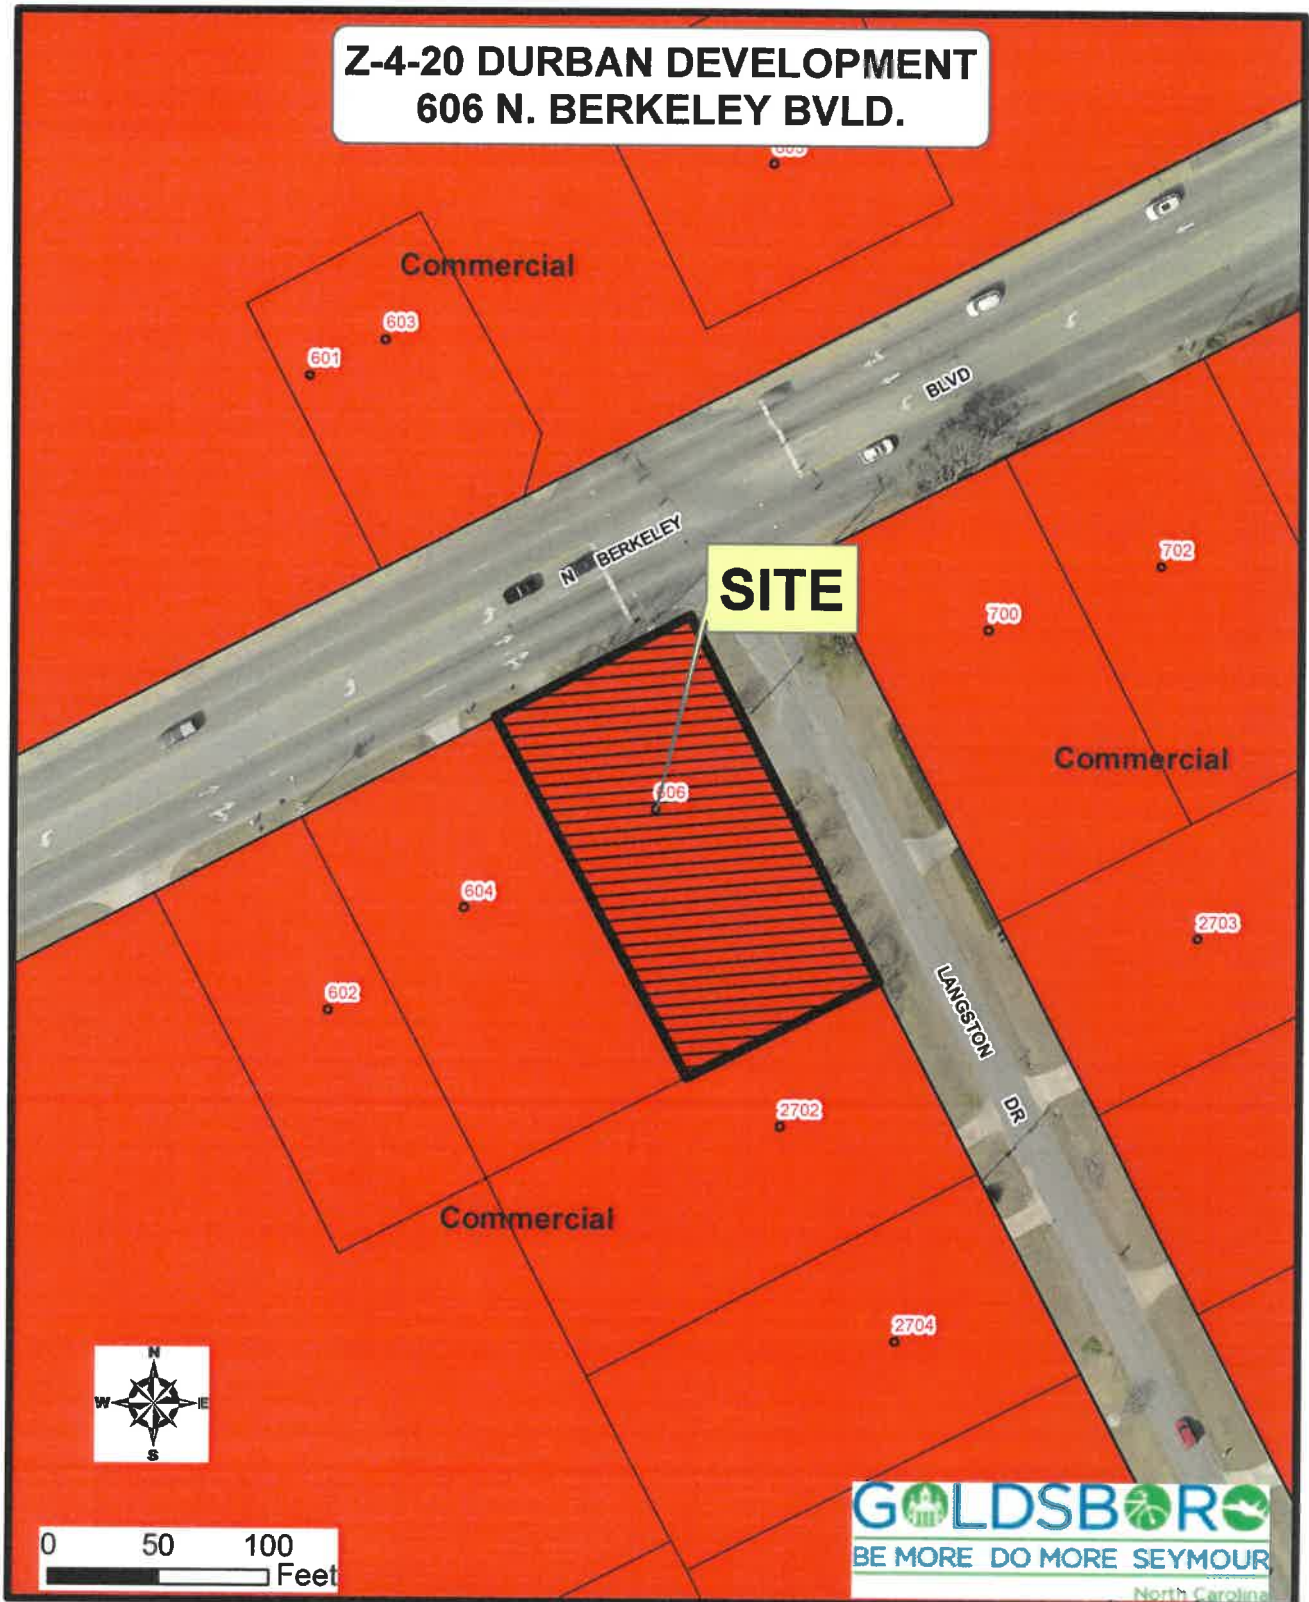 Z-4-20 DURBAN DEVELOPMENT
606 N. BERKELEY BVLD.
Commercial
603
601
BLVD
N BERKELEY
702
SITE
700
Commercial
606
604
2703
602
LANGSTON DR
2702
Commercial
2704
N
W E
S
0 50 100
Feet
GOLDSBORO
BE MORE DO MORE SEYMOUR
North Carolina